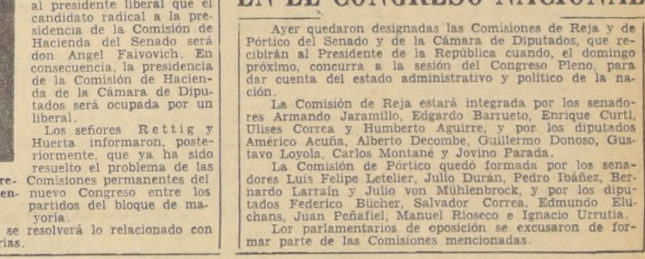 al presidente liberal que el
candidato radical a la pre-
sidencia de la Comisión de
Hacienda del Senado será
don Angel Faivovich. En
consecuencia, la presidencia
de la Comisión de Hacien-
da de la Cámara de Dipu-
tados será ocupada por un
liberal.
Los señores Rettig y
Huerta informaron, poste-
riormente, que ya ha sido
resuelto el problema de las
re- Comisiones permanentes del
en- nuevo Congreso entre los
partidos del bloque de ma-
yoría.
se resolverá lo relacionado con
rias.
EN EL CONGRESO NACIONAL
Ayer quedaron designadas las Comisiones de Reja y de
Pórtico del Senado y de la Cámara de Diputados, que re-
cibirán al Presidente de la República cuando, el domingo
próximo, concurra a la sesión del Congreso Pleno, para
dar cuenta del estado administrativo y político de la na-
ción.
La Comisión de Reja estará integrada por los senado-
res Armando Jaramillo, Edgardo Barrueto, Enrique Curti,
Ulises Correa y Humberto Aguirre, y por los diputados
Américo Acuña, Alberto Decombe, Guillermo Donoso, Gus-
tavo Loyola, Carlos Montané y Jovino Parada.
La Comisión de Pórtico quedó formada por los sena-
dores Luis Felipe Letelier, Julio Durán, Pedro Ibáñez, Ber-
nardo Larraín y Julio von Mühlenbrock, y por los dipu-
tados Federico Bucher, Salvador Correa, Edmundo Elu-
chans, Juan Peñafiel, Manuel Rioseco e Ignacio Urrutia.
Lor parlamentarios de oposición se excusaron de for-
mar parte de las Comisiones mencionadas.